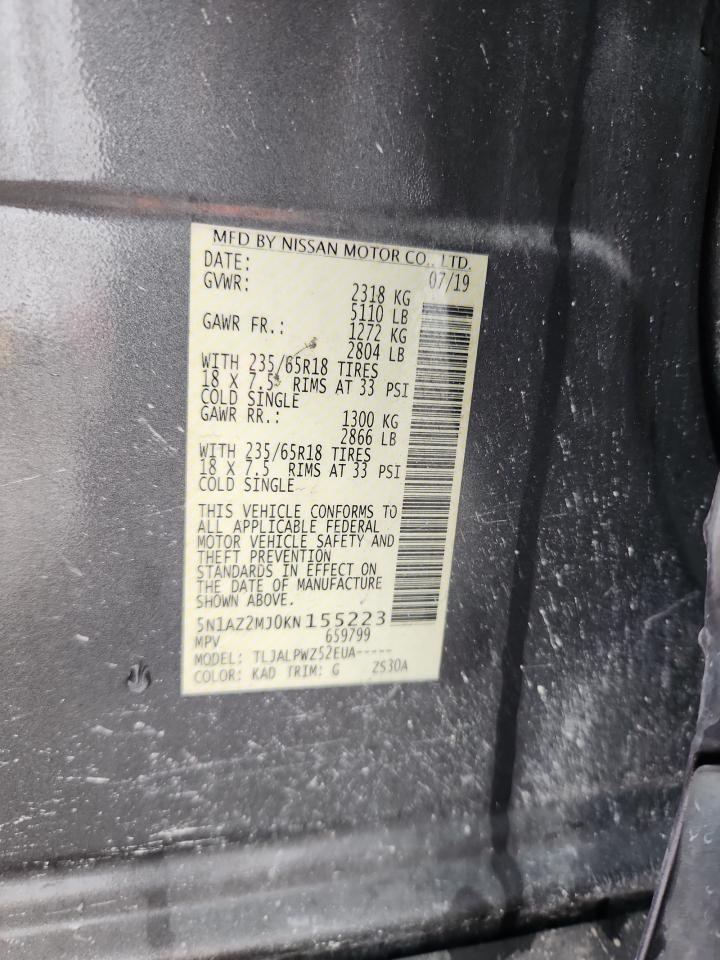 MFD BY NISSAN MOTOR CO., LTD.
DATE: 07/19
GVWR: 2318 KG
5110 LB
GAWR FR.: 1272 KG
2804 LB
WITH 235/65R18 TIRES
18 X 7.5 RIMS AT 33 PSI
COLD SINGLE
GAWR RR.: 1300 KG
2866 LB
WITH 235/65R18 TIRES
18 X 7.5 RIMS AT 33 PSI
COLD SINGLE
THIS VEHICLE CONFORMS TO
ALL APPLICABLE FEDERAL
MOTOR VEHICLE SAFETY AND
THEFT PREVENTION
STANDARDS IN EFFECT ON
THE DATE OF MANUFACTURE
SHOWN ABOVE.
5N1AZ2MJ0KN155223
MPV 659799
MODEL: TLJALPWZ52EUA-----
COLOR: KAD TRIM: G ZS30A